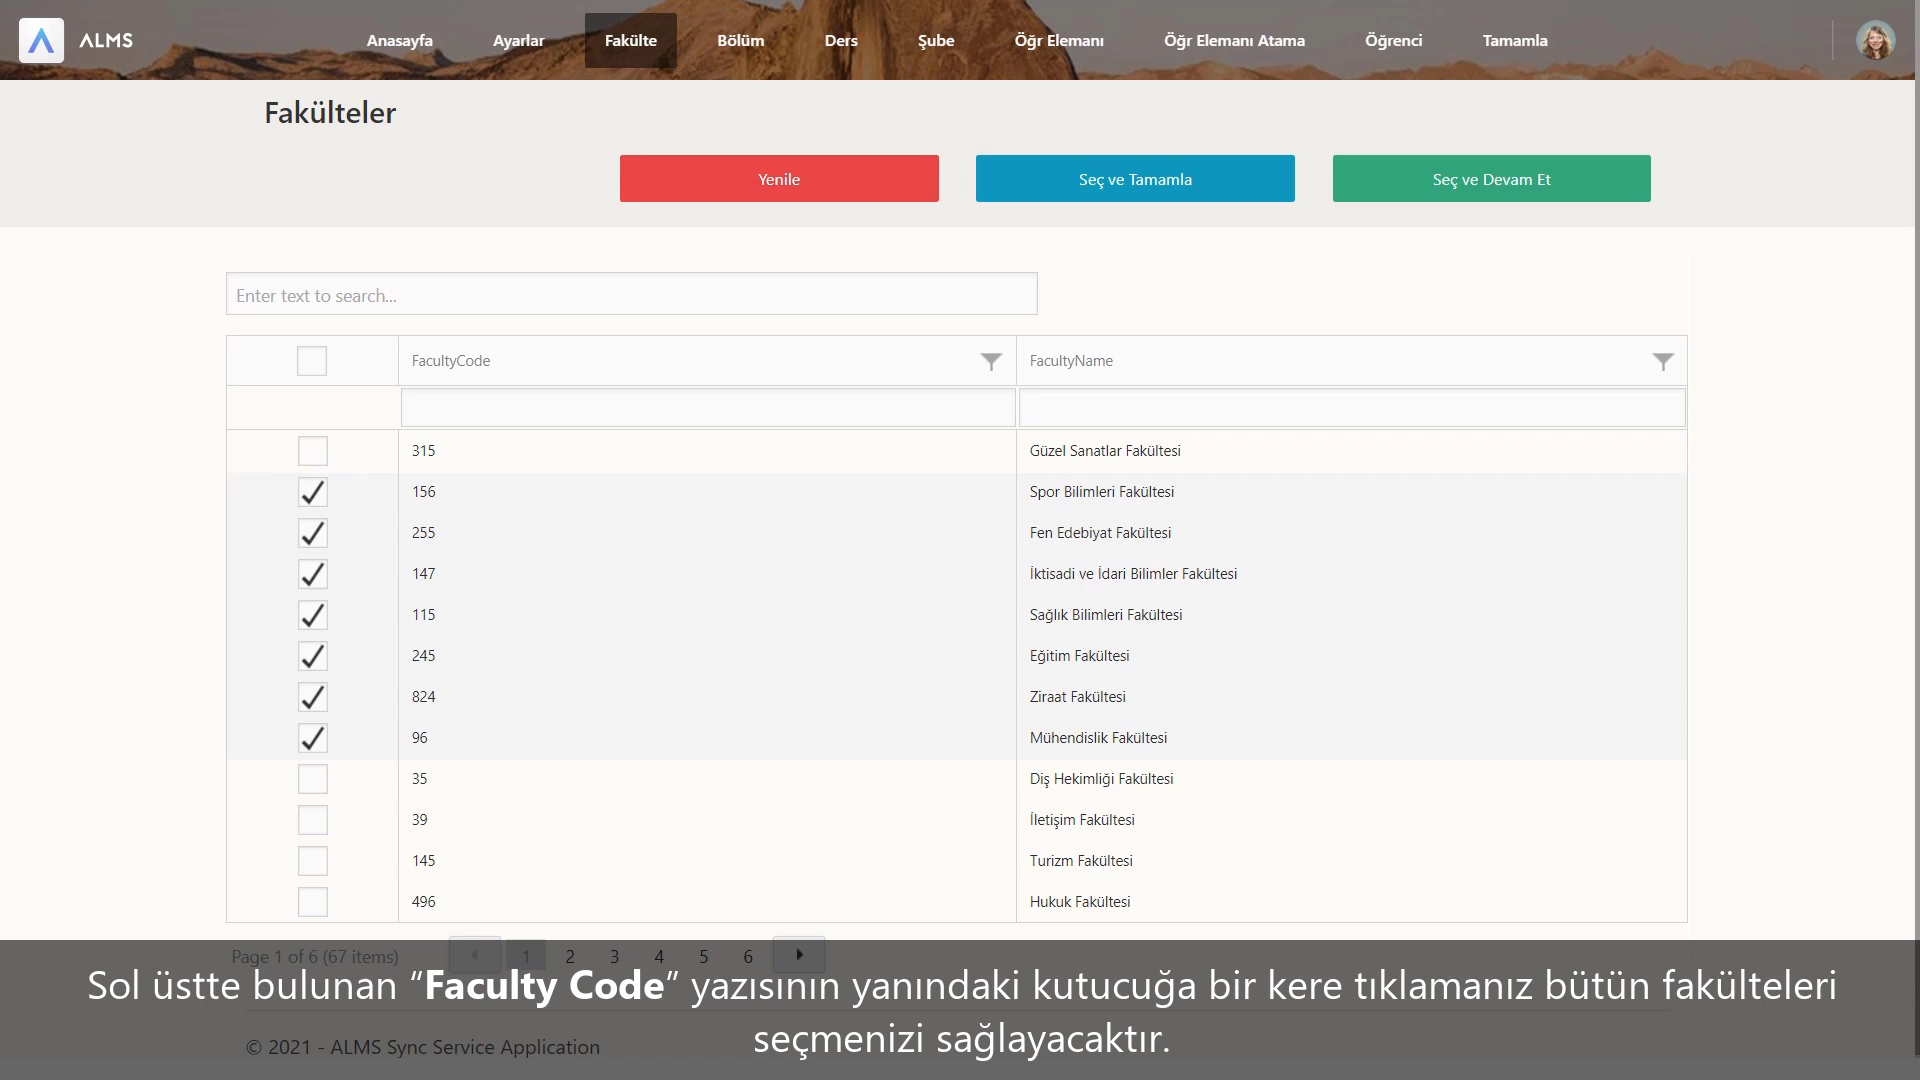 ALMS
Anasayfa
Ayarlar
Fakülte
Bölüm
Ders
Şube
Öğr Elemanı
Öğr Elemanı Atama
Öğrenci
Tamamla
Fakülteler
Yenile
Seç ve Tamamla
Seç ve Devam Et
Enter text to search...
FacultyCode
FacultyName
315 Güzel Sanatlar Fakültesi
156 Spor Bilimleri Fakültesi
255 Fen Edebiyat Fakültesi
147 İktisadi ve İdari Bilimler Fakültesi
115 Sağlık Bilimleri Fakültesi
245 Eğitim Fakültesi
824 Ziraat Fakültesi
96 Mühendislik Fakültesi
35 Diş Hekimliği Fakültesi
39 İletişim Fakültesi
145 Turizm Fakültesi
496 Hukuk Fakültesi
Page 1 of 6 (67 items) 1 2 3 4 5 6
Sol üstte bulunan “Faculty Code” yazısının yanındaki kutucuğa bir kere tıklamanız bütün fakülteleri
seçmenizi sağlayacaktır.
© 2021 - ALMS Sync Service Application